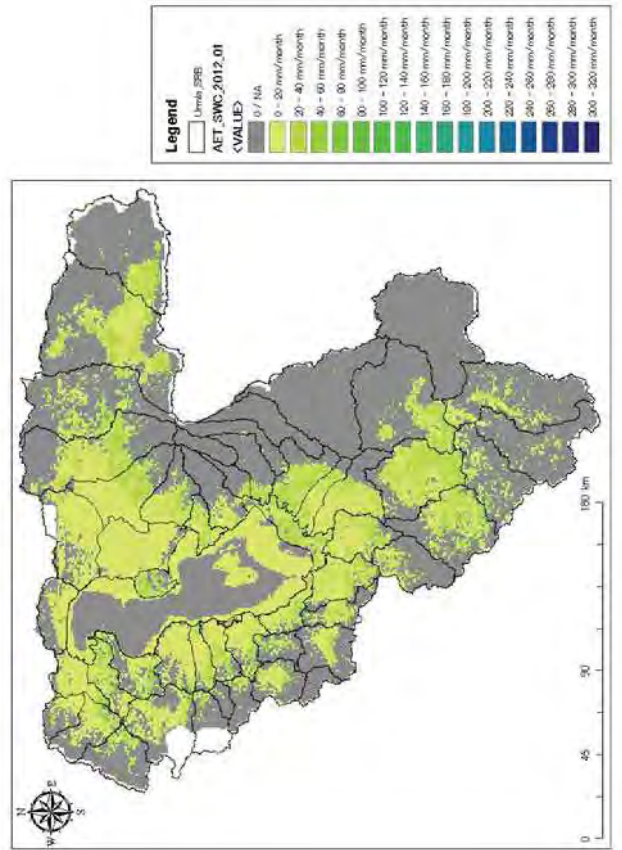 Legend
Urmia_SRB
AET_SWC_2012_01
<VALUE>
0 / NA
0 - 20 mm/month
20 - 40 mm/month
40 - 60 mm/month
60 - 80 mm/month
80 - 100 mm/month
100 - 120 mm/month
120 - 140 mm/month
140 - 160 mm/month
160 - 180 mm/month
180 - 200 mm/month
200 - 220 mm/month
220 - 240 mm/month
240 - 260 mm/month
260 - 280 mm/month
280 - 300 mm/month
300 - 320 mm/month
N
W
E
S
0
45
90
180 km